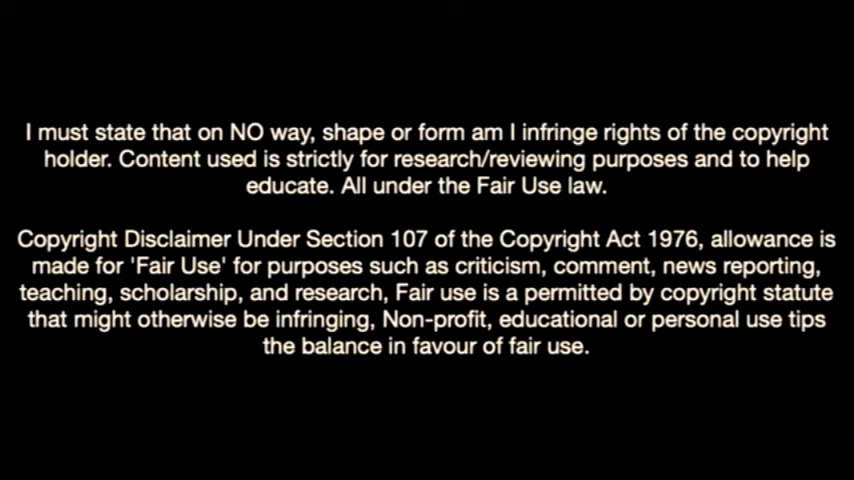 I must state that on NO way, shape or form am I infringe rights of the copyright
holder. Content used is strictly for research/reviewing purposes and to help
educate. All under the Fair Use law.
Copyright Disclaimer Under Section 107 of the Copyright Act 1976, allowance is
made for 'Fair Use' for purposes such as criticism, comment, news reporting,
teaching, scholarship, and research, Fair use is a permitted by copyright statute
that might otherwise be infringing, Non-profit, educational or personal use tips
the balance in favour of fair use.